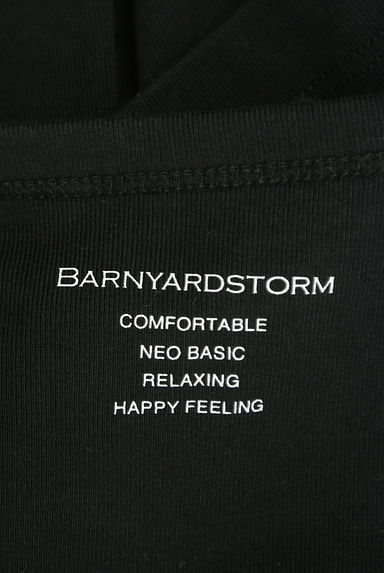 BARNYARDSTORM
COMFORTABLE
NEO BASIC
RELAXING
HAPPY FEELING